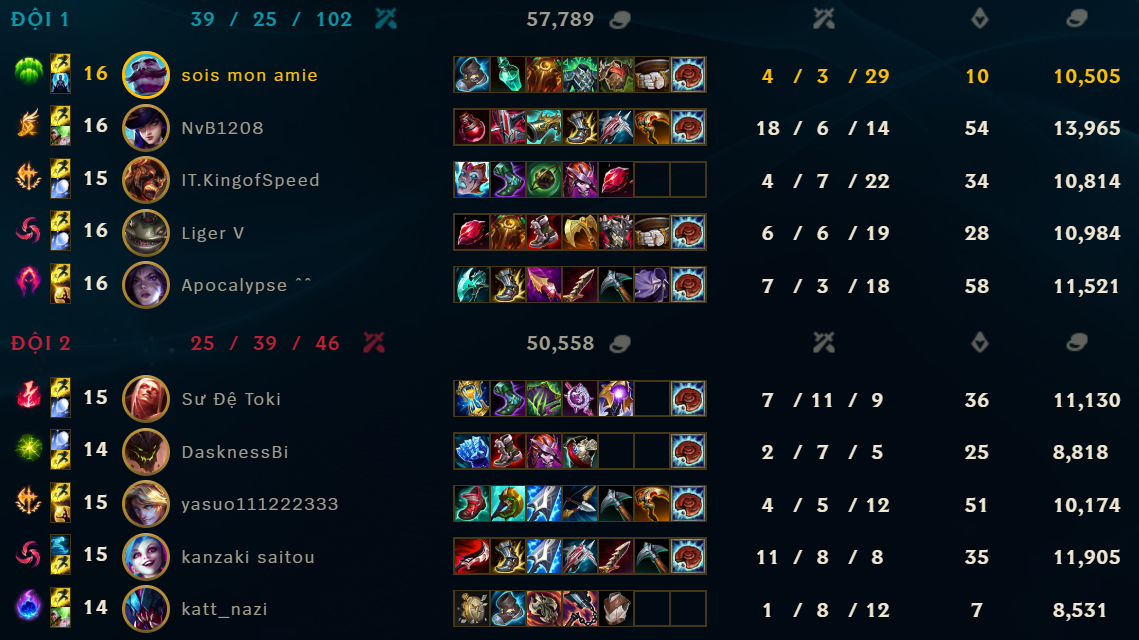 ĐỘI 1 39 / 25 / 102 57,789
16 sois mon amie 4 / 3 / 29 10 10,505
16 NvB1208 18 / 6 / 14 54 13,965
15 IT.KingofSpeed 4 / 7 / 22 34 10,814
16 Liger V 6 / 6 / 19 28 10,984
16 Apocalypse ^^ 7 / 3 / 18 58 11,521
ĐỘI 2 25 / 39 / 46 50,558
15 Sư Đệ Toki 7 / 11 / 9 36 11,130
14 DasknessBi 2 / 7 / 5 25 8,818
15 yasuo111222333 4 / 5 / 12 51 10,174
15 kanzaki saitou 11 / 8 / 8 35 11,905
14 katt_nazi 1 / 8 / 12 7 8,531